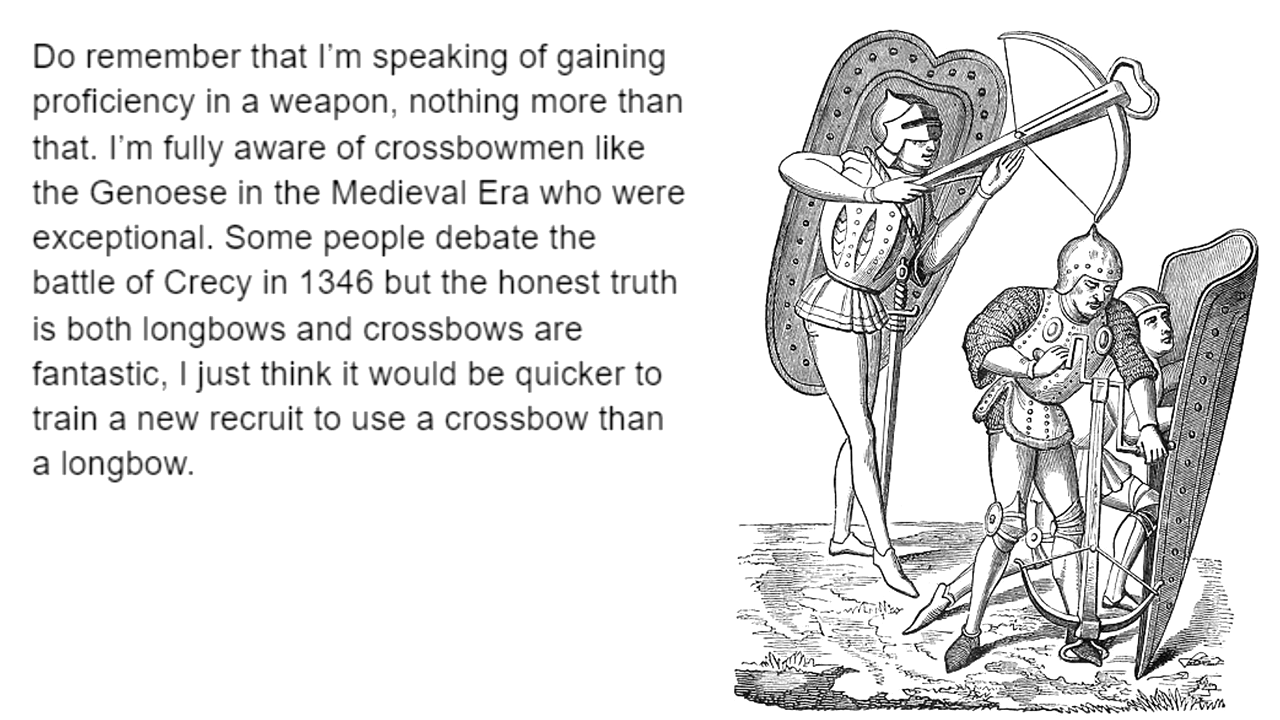 Do remember that I’m speaking of gaining
proficiency in a weapon, nothing more than
that. I’m fully aware of crossbowmen like
the Genoese in the Medieval Era who were
exceptional. Some people debate the
battle of Crecy in 1346 but the honest truth
is both longbows and crossbows are
fantastic, I just think it would be quicker to
train a new recruit to use a crossbow than
a longbow.